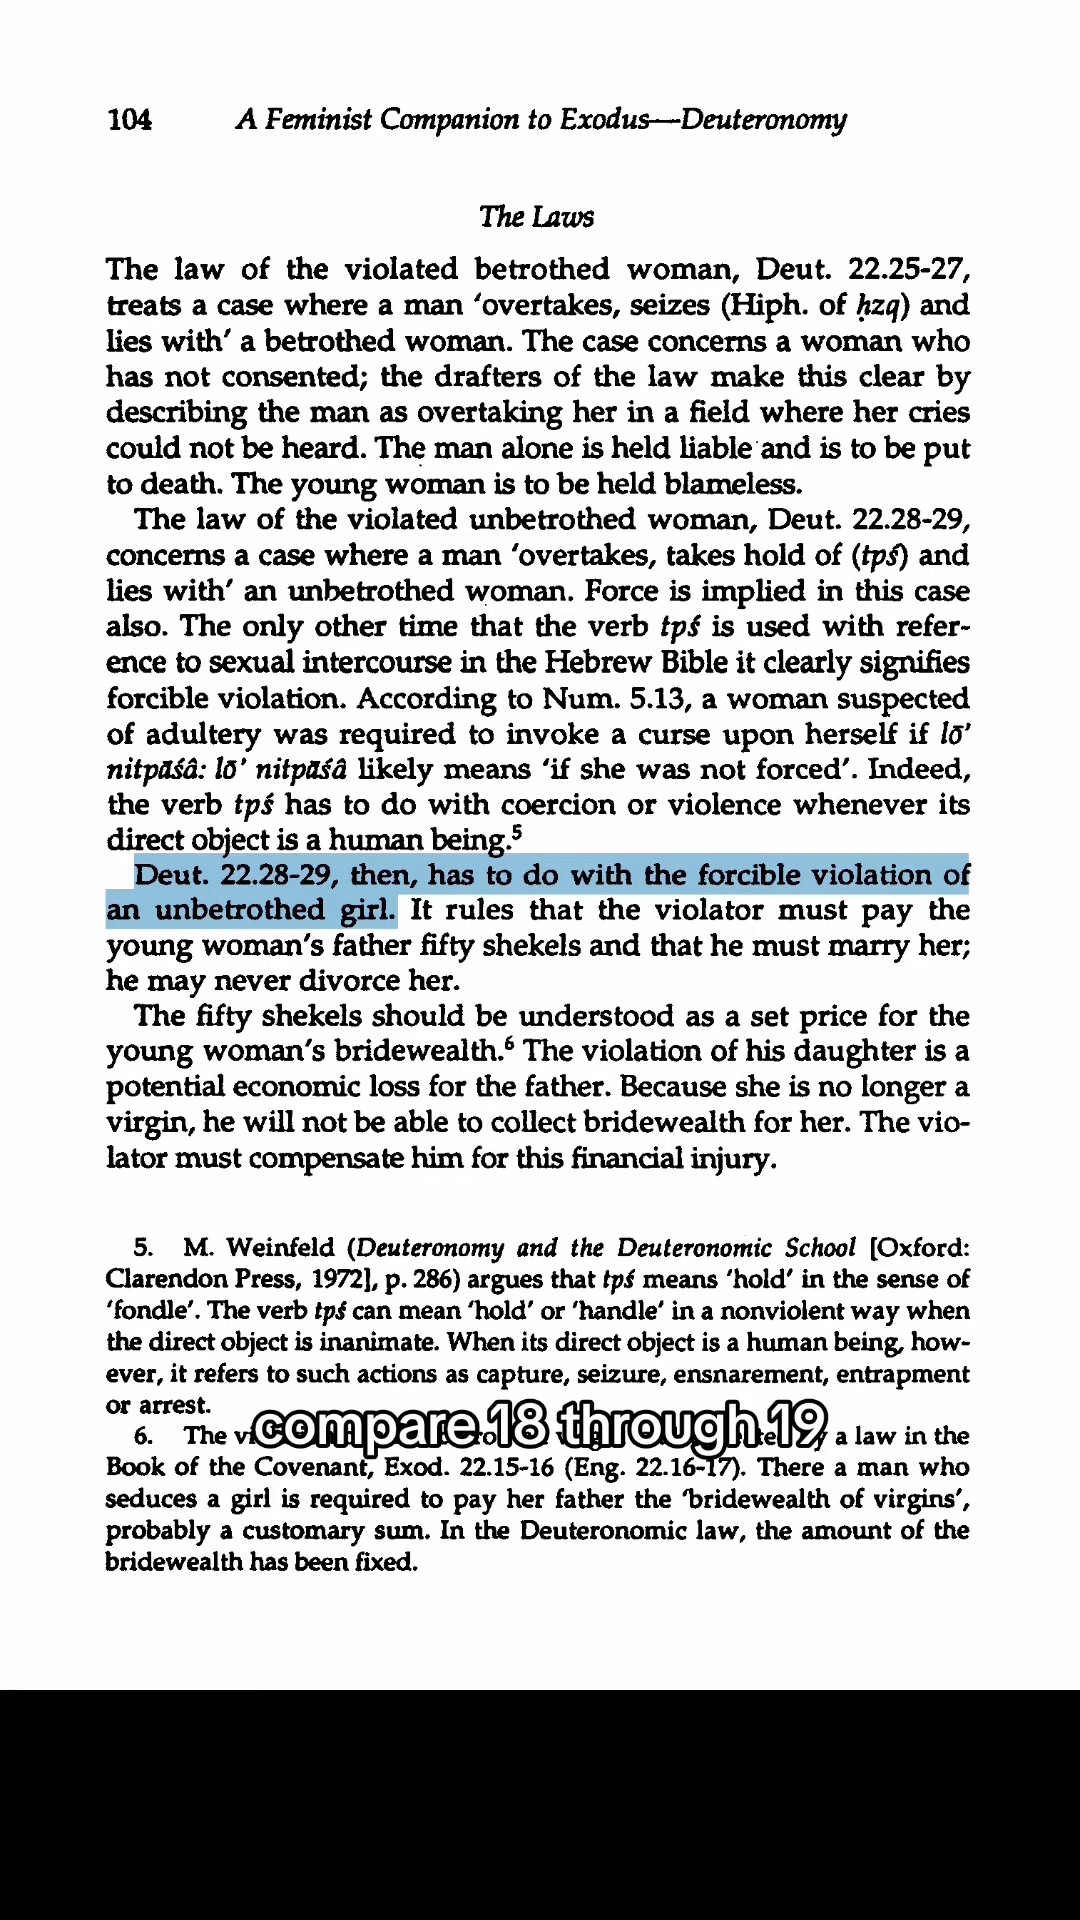 104 A Feminist Companion to Exodus—Deuteronomy
The Laws
The law of the violated betrothed woman, Deut. 22.25-27,
treats a case where a man ‘overtakes, seizes (Hiph. of ḥzq) and
lies with’ a betrothed woman. The case concerns a woman who
has not consented; the drafters of the law make this clear by
describing the man as overtaking her in a field where her cries
could not be heard. The man alone is held liable and is to be put
to death. The young woman is to be held blameless.
The law of the violated unbetrothed woman, Deut. 22.28-29,
concerns a case where a man ‘overtakes, takes hold of (tpś) and
lies with’ an unbetrothed woman. Force is implied in this case
also. The only other time that the verb tpś is used with refer-
ence to sexual intercourse in the Hebrew Bible it clearly signifies
forcible violation. According to Num. 5.13, a woman suspected
of adultery was required to invoke a curse upon herself if lō’
nitpāśâ: lō’ nitpāśâ likely means ‘if she was not forced’. Indeed,
the verb tpś has to do with coercion or violence whenever its
direct object is a human being.⁵
Deut. 22.28-29, then, has to do with the forcible violation of
an unbetrothed girl. It rules that the violator must pay the
young woman’s father fifty shekels and that he must marry her;
he may never divorce her.
The fifty shekels should be understood as a set price for the
young woman’s bridewealth.⁶ The violation of his daughter is a
potential economic loss for the father. Because she is no longer a
virgin, he will not be able to collect bridewealth for her. The vio-
lator must compensate him for this financial injury.
5. M. Weinfeld (Deuteronomy and the Deuteronomic School [Oxford:
Clarendon Press, 1972], p. 286) argues that tpś means ‘hold’ in the sense of
‘fondle’. The verb tpś can mean ‘hold’ or ‘handle’ in a nonviolent way when
the direct object is inanimate. When its direct object is a human being, how-
ever, it refers to such actions as capture, seizure, ensnarement, entrapment
or arrest.
compare 18 through 19
6. The a law in the
Book of the Covenant, Exod. 22.15-16 (Eng. 22.16-17). There a man who
seduces a girl is required to pay her father the ‘bridewealth of virgins’,
probably a customary sum. In the Deuteronomic law, the amount of the
bridewealth has been fixed.